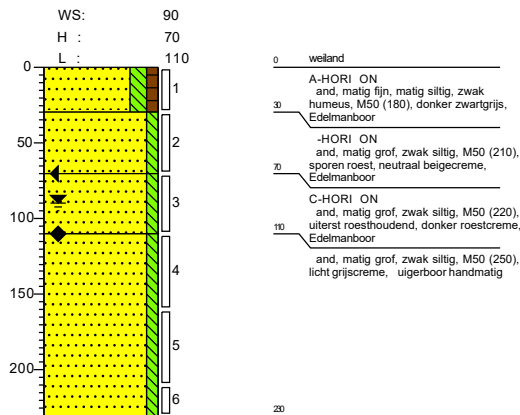 WS: 90
H : 70
L : 110
0
50
100
150
200
1
2
3
4
5
6
0 weiland
A-HORI ON
and, matig fijn, matig siltig, zwak
humeus, M50 (180), donker zwartgrijs,
30 Edelmanboor
-HORI ON
and, matig grof, zwak siltig, M50 (210),
sporen roest, neutraal beigecreme,
70 Edelmanboor
C-HORI ON
and, matig grof, zwak siltig, M50 (220),
uiterst roesthoudend, donker roestcreme,
110 Edelmanboor
and, matig grof, zwak siltig, M50 (250),
licht grijscreme, uigerboor handmatig
230